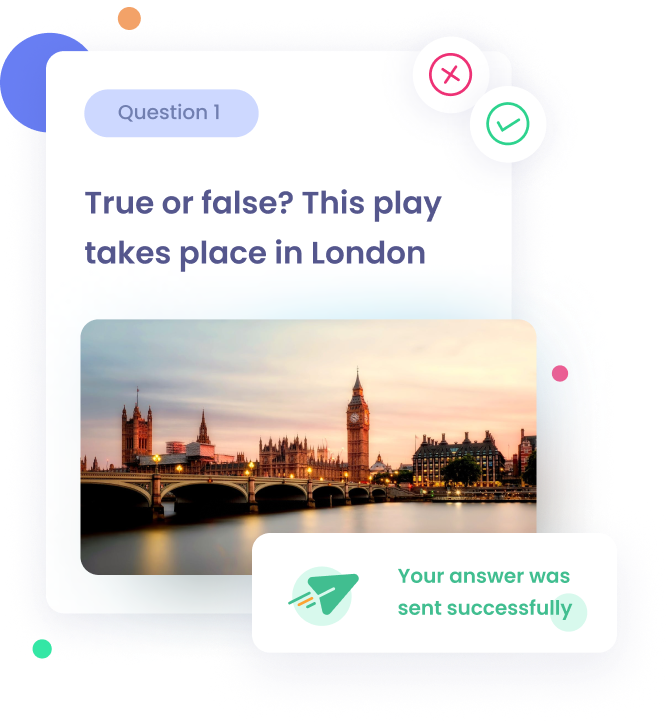 Question 1
True or false? This play
takes place in London
Your answer was
sent successfully